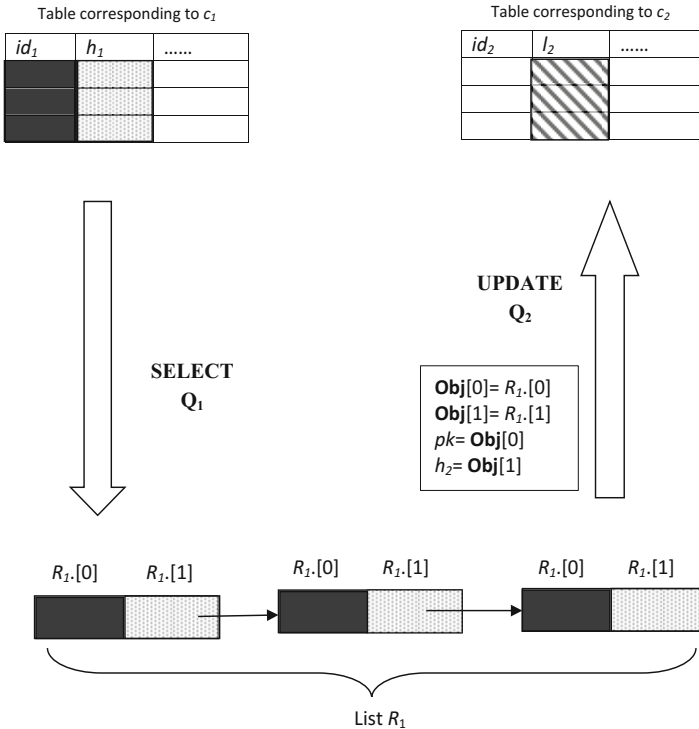 Table corresponding to c₁
id₁ h₁ ......
Table corresponding to c₂
id₂ l₂ ......
SELECT
Q₁
UPDATE
Q₂
Obj[0]= R₁.[0]
Obj[1]= R₁.[1]
pk= Obj[0]
h₂= Obj[1]
R₁.[0] R₁.[1]
R₁.[0] R₁.[1]
R₁.[0] R₁.[1]
List R₁